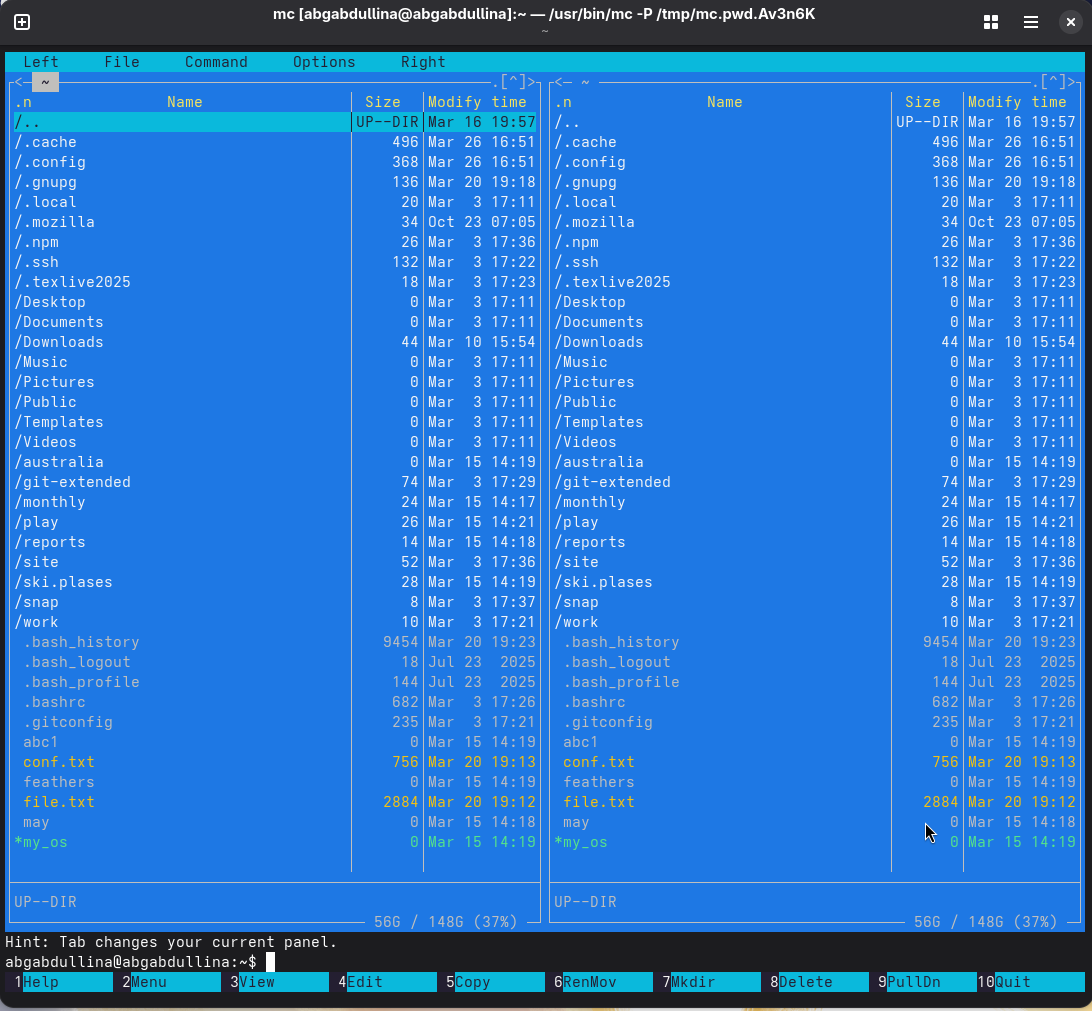 mc [abgabdullina@abgabdullina]:~ — /usr/bin/mc -P /tmp/mc.pwd.Av3n6K
~
Left File Command Options Right
<─ ~ ─.[^]> <─ ~ ─.[^]>
.n Name Size Modify time .n Name Size Modify time
/.. UP--DIR Mar 16 19:57 /.. UP--DIR Mar 16 19:57
/.cache 496 Mar 26 16:51 /.cache 496 Mar 26 16:51
/.config 368 Mar 26 16:51 /.config 368 Mar 26 16:51
/.gnupg 136 Mar 20 19:18 /.gnupg 136 Mar 20 19:18
/.local 20 Mar 3 17:11 /.local 20 Mar 3 17:11
/.mozilla 34 Oct 23 07:05 /.mozilla 34 Oct 23 07:05
/.npm 26 Mar 3 17:36 /.npm 26 Mar 3 17:36
/.ssh 132 Mar 3 17:22 /.ssh 132 Mar 3 17:22
/.texlive2025 18 Mar 3 17:23 /.texlive2025 18 Mar 3 17:23
/Desktop 0 Mar 3 17:11 /Desktop 0 Mar 3 17:11
/Documents 0 Mar 3 17:11 /Documents 0 Mar 3 17:11
/Downloads 44 Mar 10 15:54 /Downloads 44 Mar 10 15:54
/Music 0 Mar 3 17:11 /Music 0 Mar 3 17:11
/Pictures 0 Mar 3 17:11 /Pictures 0 Mar 3 17:11
/Public 0 Mar 3 17:11 /Public 0 Mar 3 17:11
/Templates 0 Mar 3 17:11 /Templates 0 Mar 3 17:11
/Videos 0 Mar 3 17:11 /Videos 0 Mar 3 17:11
/australia 0 Mar 15 14:19 /australia 0 Mar 15 14:19
/git-extended 74 Mar 3 17:29 /git-extended 74 Mar 3 17:29
/monthly 24 Mar 15 14:17 /monthly 24 Mar 15 14:17
/play 26 Mar 15 14:21 /play 26 Mar 15 14:21
/reports 14 Mar 15 14:18 /reports 14 Mar 15 14:18
/site 52 Mar 3 17:36 /site 52 Mar 3 17:36
/ski.plases 28 Mar 15 14:19 /ski.plases 28 Mar 15 14:19
/snap 8 Mar 3 17:37 /snap 8 Mar 3 17:37
/work 10 Mar 3 17:21 /work 10 Mar 3 17:21
.bash_history 9454 Mar 20 19:23 .bash_history 9454 Mar 20 19:23
.bash_logout 18 Jul 23 2025 .bash_logout 18 Jul 23 2025
.bash_profile 144 Jul 23 2025 .bash_profile 144 Jul 23 2025
.bashrc 682 Mar 3 17:26 .bashrc 682 Mar 3 17:26
.gitconfig 235 Mar 3 17:21 .gitconfig 235 Mar 3 17:21
abc1 0 Mar 15 14:19 abc1 0 Mar 15 14:19
conf.txt 756 Mar 20 19:13 conf.txt 756 Mar 20 19:13
feathers 0 Mar 15 14:19 feathers 0 Mar 15 14:19
file.txt 2884 Mar 20 19:12 file.txt 2884 Mar 20 19:12
may 0 Mar 15 14:18 may 0 Mar 15 14:18
*my_os 0 Mar 15 14:19 *my_os 0 Mar 15 14:19
UP--DIR UP--DIR
56G / 148G (37%) 56G / 148G (37%)
Hint: Tab changes your current panel.
abgabdullina@abgabdullina:~$
1Help 2Menu 3View 4Edit 5Copy 6RenMov 7Mkdir 8Delete 9PullDn 10Quit